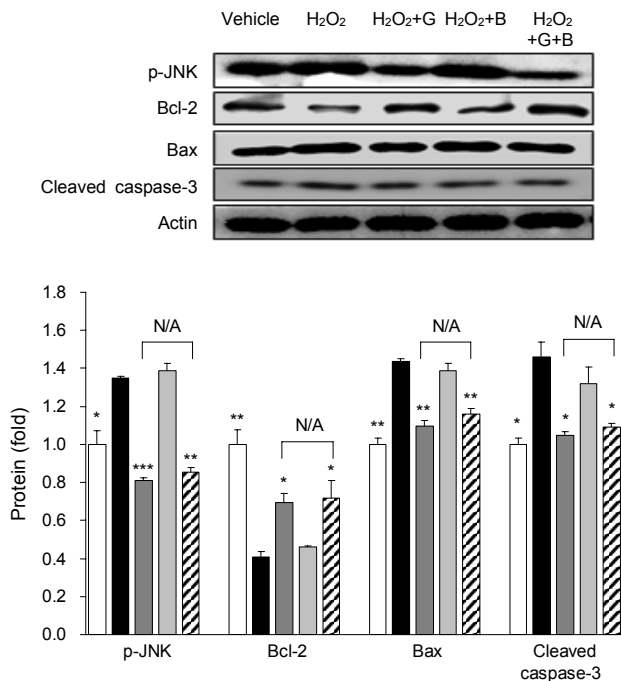 Vehicle H₂O₂ H₂O₂+G H₂O₂+B H₂O₂
+G+B
p-JNK
Bcl-2
Bax
Cleaved caspase-3
Actin
Protein (fold)
1.8
1.6
1.4
1.2
1.0
0.8
0.6
0.4
0.2
0.0
N/A
N/A
N/A
N/A
* *** **
** * *
** ** **
* * *
p-JNK Bcl-2 Bax Cleaved
caspase-3